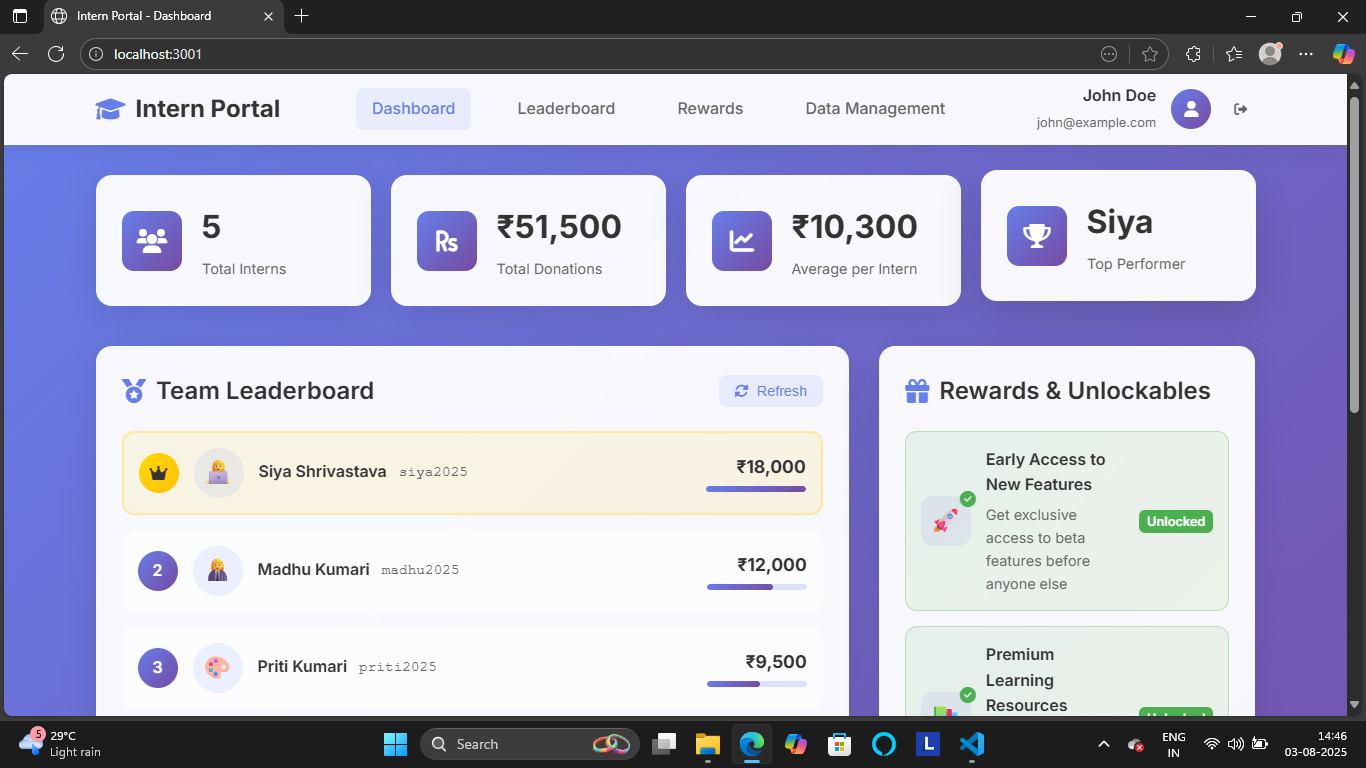 Intern Portal - Dashboard
localhost:3001
Intern Portal
Dashboard
Leaderboard
Rewards
Data Management
John Doe
john@example.com
5
Total Interns
Rs
₹51,500
Total Donations
₹10,300
Average per Intern
Siya
Top Performer
Team Leaderboard
Refresh
Siya Shrivastava siya2025
₹18,000
2
Madhu Kumari madhu2025
₹12,000
3
Priti Kumari priti2025
₹9,500
Rewards & Unlockables
Early Access to
New Features
Get exclusive
access to beta
features before
anyone else
Unlocked
Premium
Learning
Resources
5
29°C
Light rain
Search
L
ENG
IN
14:46
03-08-2025